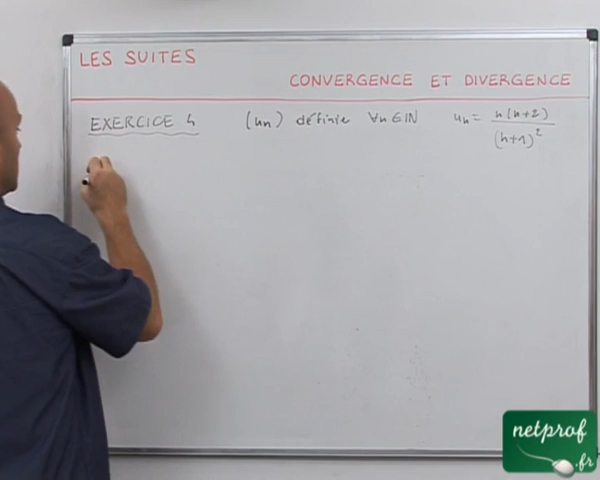 LES SUITES
CONVERGENCE ET DIVERGENCE
EXERCICE 4 (un) définie ∀n∈IN un = n(n+2) / (n+1)²
netprof
.fr